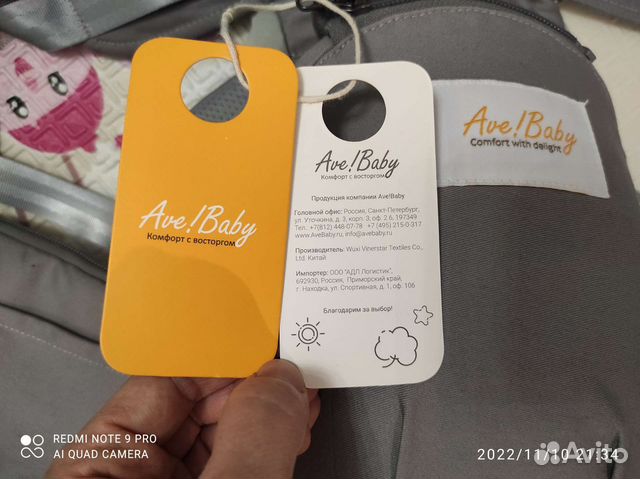 Ave!Baby
Комфорт с восторгом
Ave!Baby
Комфорт с восторгом
Продукция компании Ave!Baby
Головной офис: Россия, Санкт-Петербург,
ул. Уточкина, д. 3, корп. 3, оф. 2.6, 197349
Тел. +7(812) 448-07-78 +7 (495) 215-0-317
www.AveBaby.ru, info@avebaby.ru
Производитель: Wuxi Vinerstar Textiles Co.,
Ltd. Китай
Импортер: ООО "АДП Логистик",
692930, Россия, Приморский край,
г. Находка, ул. Спортивная, д. 1, оф. 106
Благодарим за выбор!
Ave!Baby
Comfort with delight
REDMI NOTE 9 PRO
AI QUAD CAMERA
2022/11/10 21:34
Avito